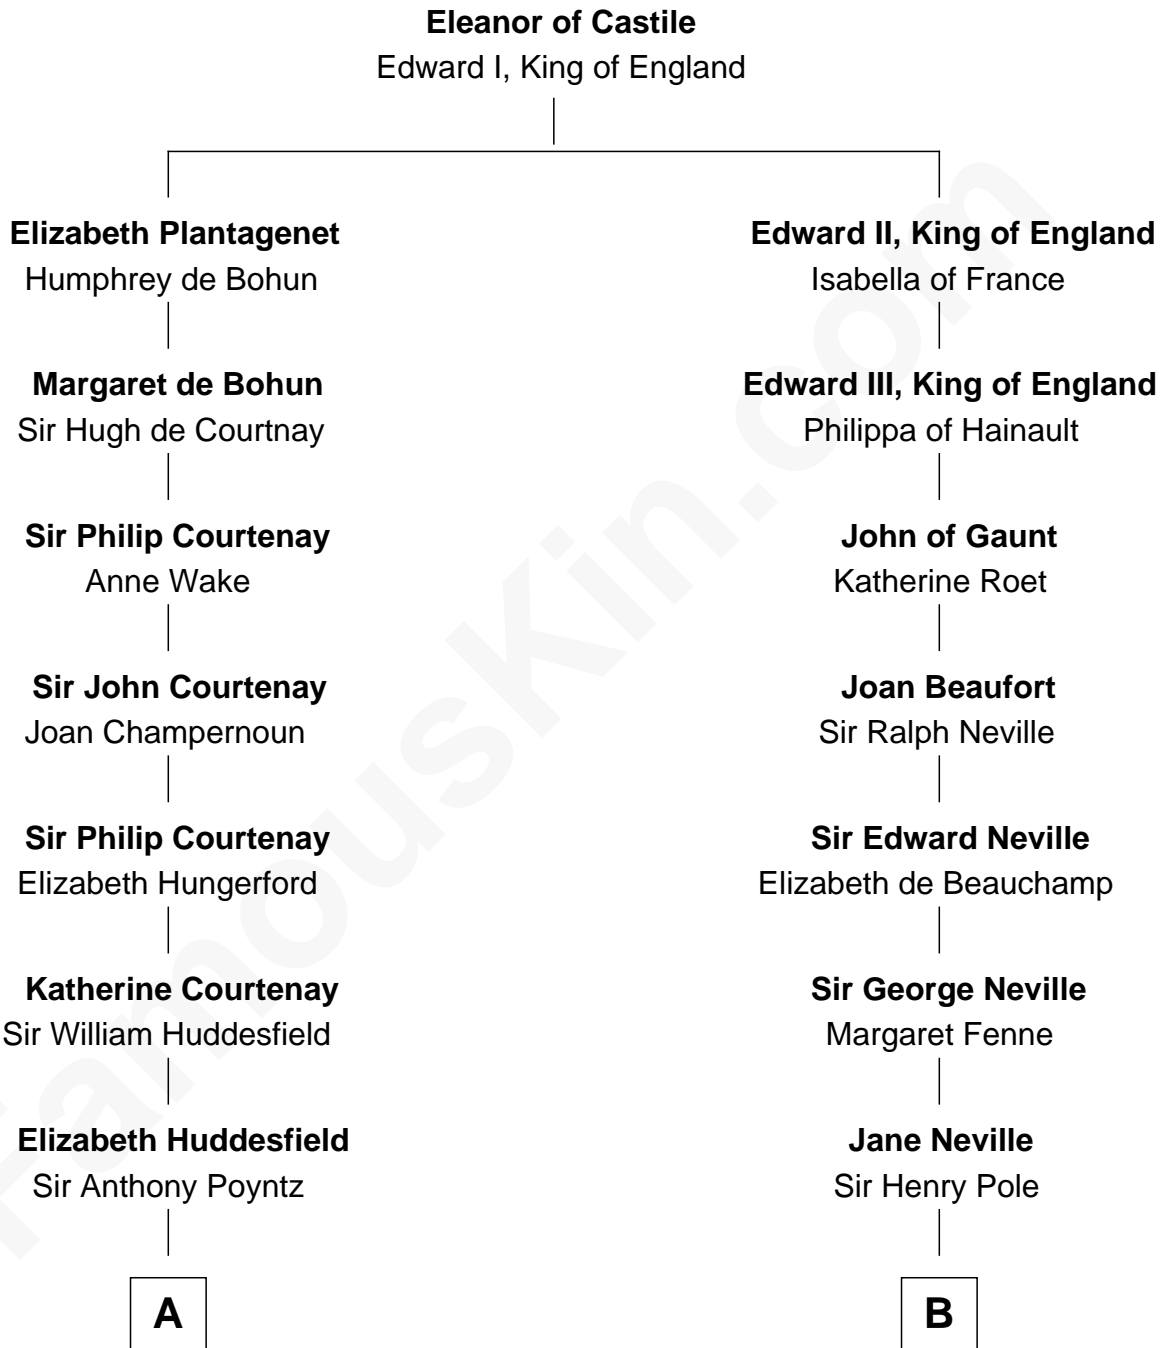 Eleanor of Castile
Edward I, King of England
Elizabeth Plantagenet
Humphrey de Bohun
Edward II, King of England
Isabella of France
Margaret de Bohun
Sir Hugh de Courtnay
Edward III, King of England
Philippa of Hainault
Sir Philip Courtenay
Anne Wake
John of Gaunt
Katherine Roet
Sir John Courtenay
Joan Champernoun
Joan Beaufort
Sir Ralph Neville
Sir Philip Courtenay
Elizabeth Hungerford
Sir Edward Neville
Elizabeth de Beauchamp
Katherine Courtenay
Sir William Huddesfield
Sir George Neville
Margaret Fenne
Elizabeth Huddesfield
Sir Anthony Poyntz
Jane Neville
Sir Henry Pole
A
B
FamousKin.com